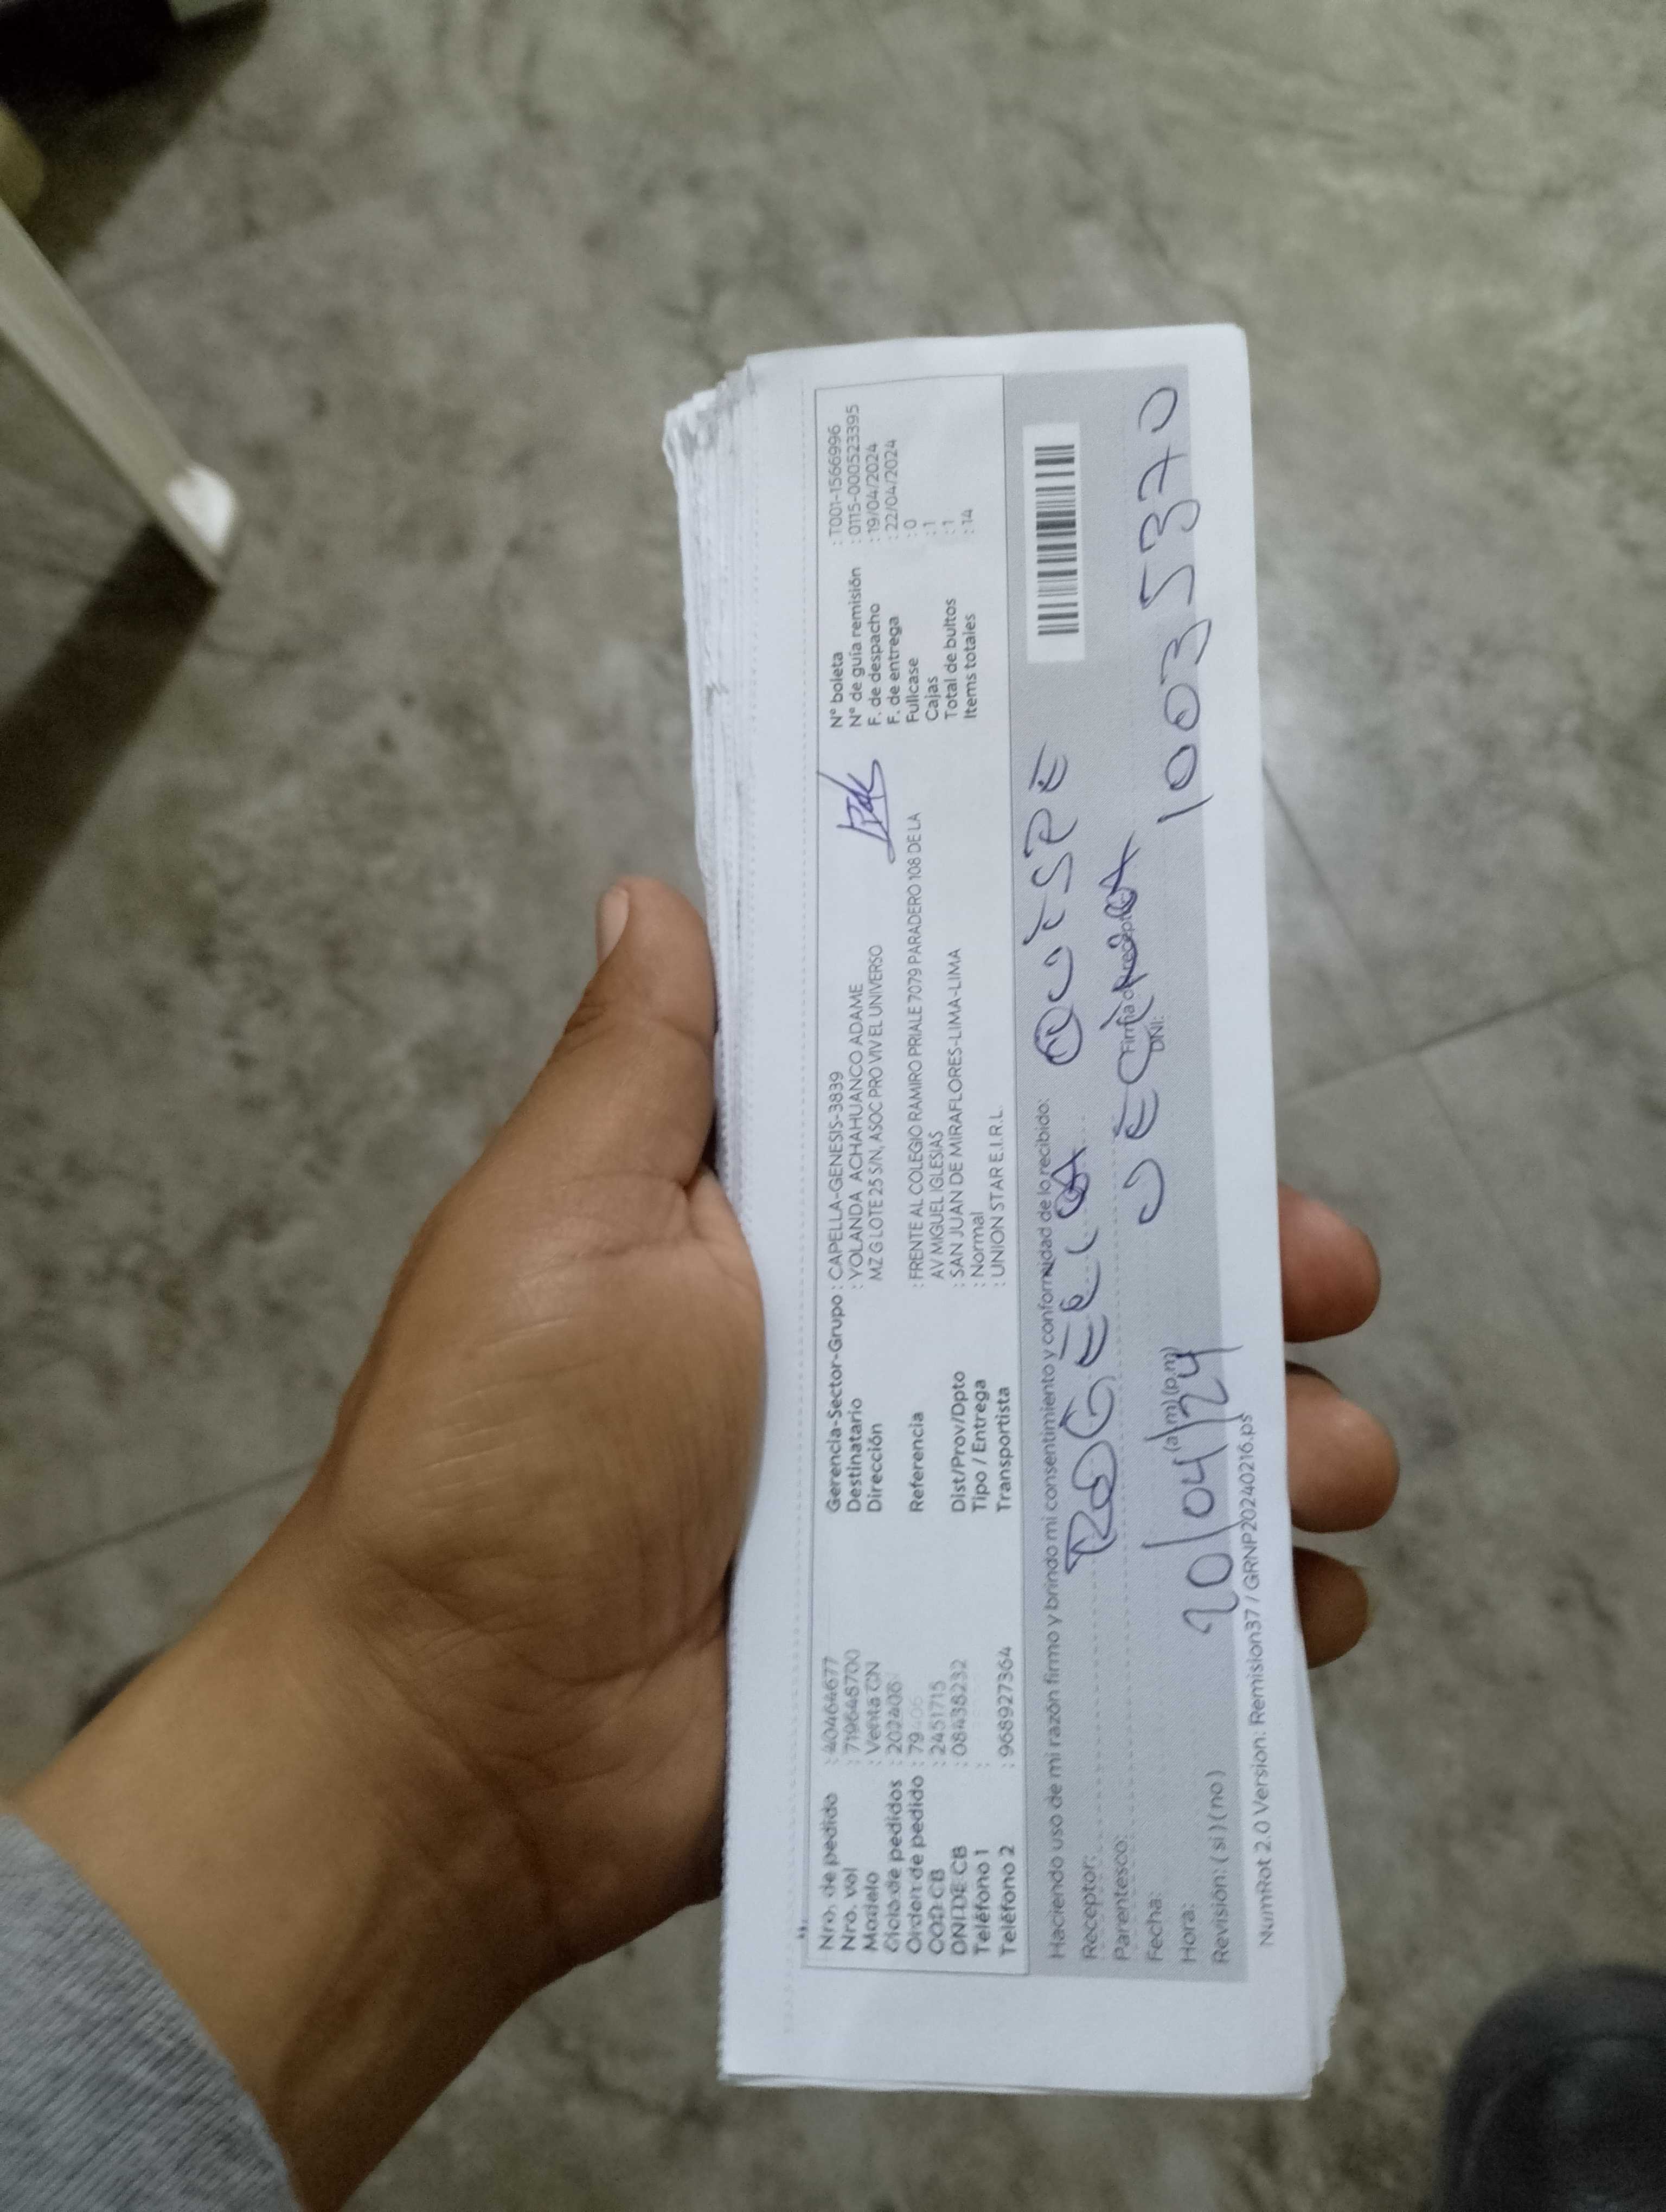 Nro. de pedido : 40464677
Nro. vol : 719648700
Modelo : Venta CN
Ciclo de pedidos : 202406
Orden de pedido : 79
COD CB : 2451715
DNI DE CB : 08438232
Teléfono 1 :
Teléfono 2 : 968927364
Gerencia-Sector-Grupo : CAPELLA-GENESIS-3839
Destinatario : YOLANDA ACHAHUANCO ADAME
Dirección MZ G LOTE 25 S/N, ASOC PRO VIV EL UNIVERSO
Referencia : FRENTE AL COLEGIO RAMIRO PRIALE 7079 PARADERO 108 DE LA
AV MIGUEL IGLESIAS
Dist/Prov/Dpto : SAN JUAN DE MIRAFLORES-LIMA-LIMA
Tipo / Entrega : Normal
Transportista : UNION STAR E.I.R.L.
N° boleta : T001-1566996
N° de guía remisión : 0115-000523395
F. de despacho : 19/04/2024
F. de entrega : 22/04/2024
Fullcase : 0
Cajas : 1
Total de bultos : 1
Items totales : 14
Haciendo uso de mi razón firmo y brindo mi consentimiento y conformidad de lo recibido:
Receptor: ROGELIA QUISPE
Parentesco: VECINA
Firma del receptor
Fecha: 20/04/24
DNI: 10035370
Hora: (a.m) (p.m)
Revisión: ( si ) ( no )
NumRot 2.0 Version: Remision37 / GRNP20240216.ps